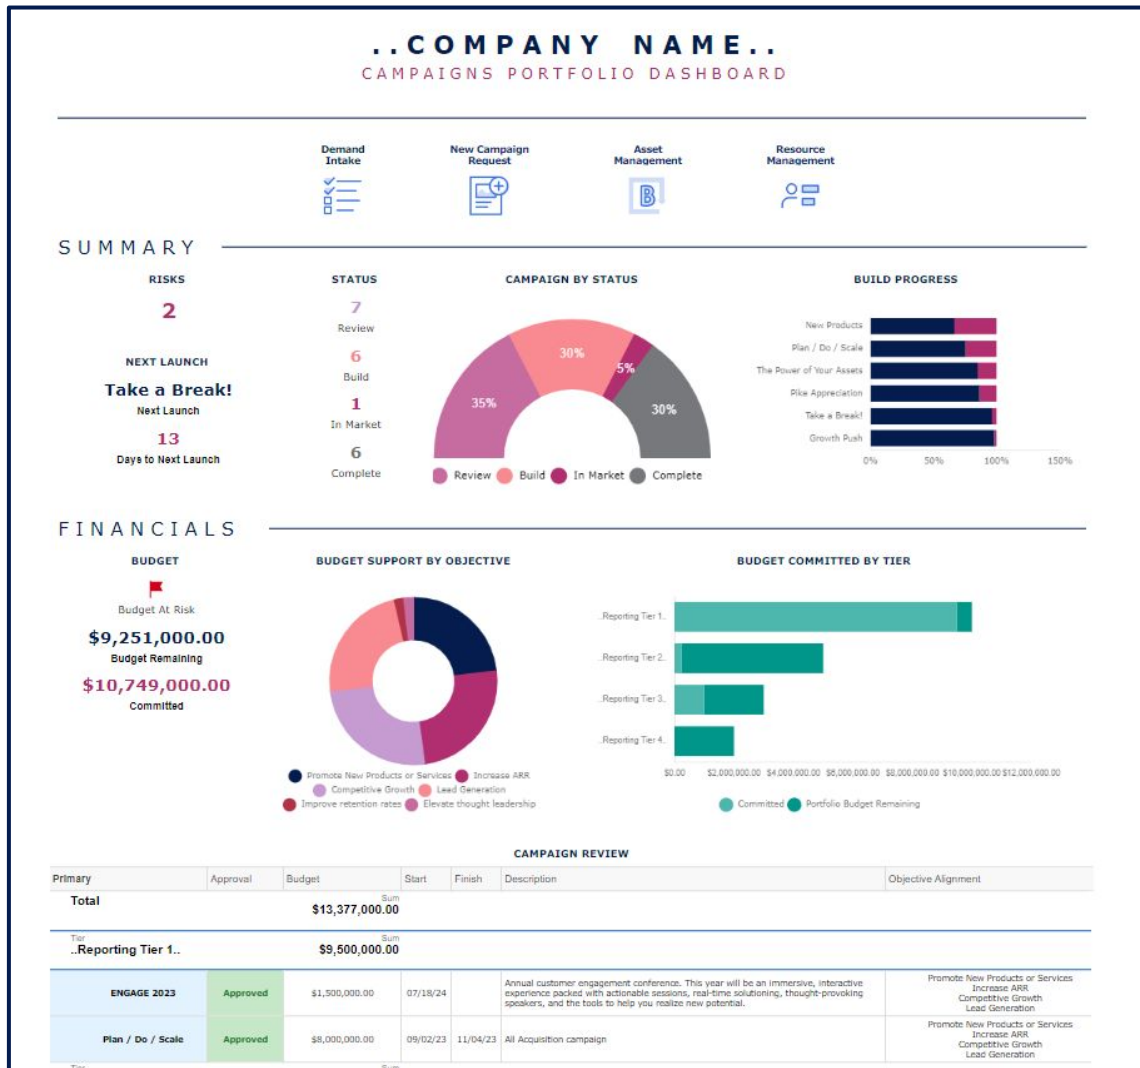 ..COMPANY NAME..
CAMPAIGNS PORTFOLIO DASHBOARD
Demand
Intake
New Campaign
Request
Asset
Management
B
Resource
Management
SUMMARY
RISKS
2
NEXT LAUNCH
Take a Break!
Next Launch
13
Days to Next Launch
STATUS
7
Review
6
Build
1
In Market
6
Complete
CAMPAIGN BY STATUS
35%
30%
5%
30%
Review Build In Market Complete
BUILD PROGRESS
New Products
Plan / Do / Scale
The Power of Your Assets
Pike Appreciation
Take a Break!
Growth Push
0% 50% 100% 150%
FINANCIALS
BUDGET
Budget At Risk
$9,251,000.00
Budget Remaining
$10,749,000.00
Committed
BUDGET SUPPORT BY OBJECTIVE
Promote New Products or Services Increase ARR
Competitive Growth Lead Generation
Improve retention rates Elevate thought leadership
BUDGET COMMITTED BY TIER
..Reporting Tier 1..
..Reporting Tier 2..
..Reporting Tier 3..
..Reporting Tier 4..
$0.00 $2,000,000.00 $4,000,000.00 $6,000,000.00 $8,000,000.00 $10,000,000.00 $12,000,000.00
Committed Portfolio Budget Remaining
CAMPAIGN REVIEW
Primary Approval Budget Start Finish Description Objective Alignment
Total Sum
$13,377,000.00
Tier Sum
..Reporting Tier 1.. $9,500,000.00
ENGAGE 2023 Approved $1,500,000.00 07/18/24
Annual customer engagement conference. This year will be an immersive, interactive
experience packed with actionable sessions, real-time solutioning, thought-provoking
speakers, and the tools to help you realize new potential.
Promote New Products or Services
Increase ARR
Competitive Growth
Lead Generation
Plan / Do / Scale Approved $8,000,000.00 09/02/23 11/04/23 All Acquisition campaign
Promote New Products or Services
Increase ARR
Competitive Growth
Lead Generation
Tier Sum